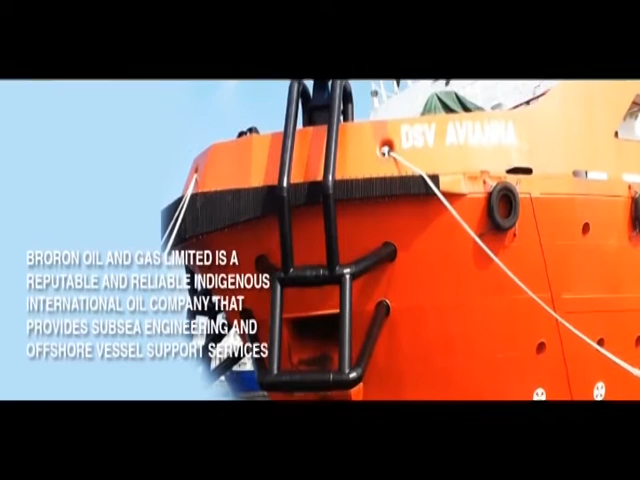 DSV AVIANNA
BRORON OIL AND GAS LIMITED IS A
REPUTABLE AND RELIABLE INDIGENOUS
INTERNATIONAL OIL COMPANY THAT
PROVIDES SUBSEA ENGINEERING AND
OFFSHORE VESSEL SUPPORT SERVICES